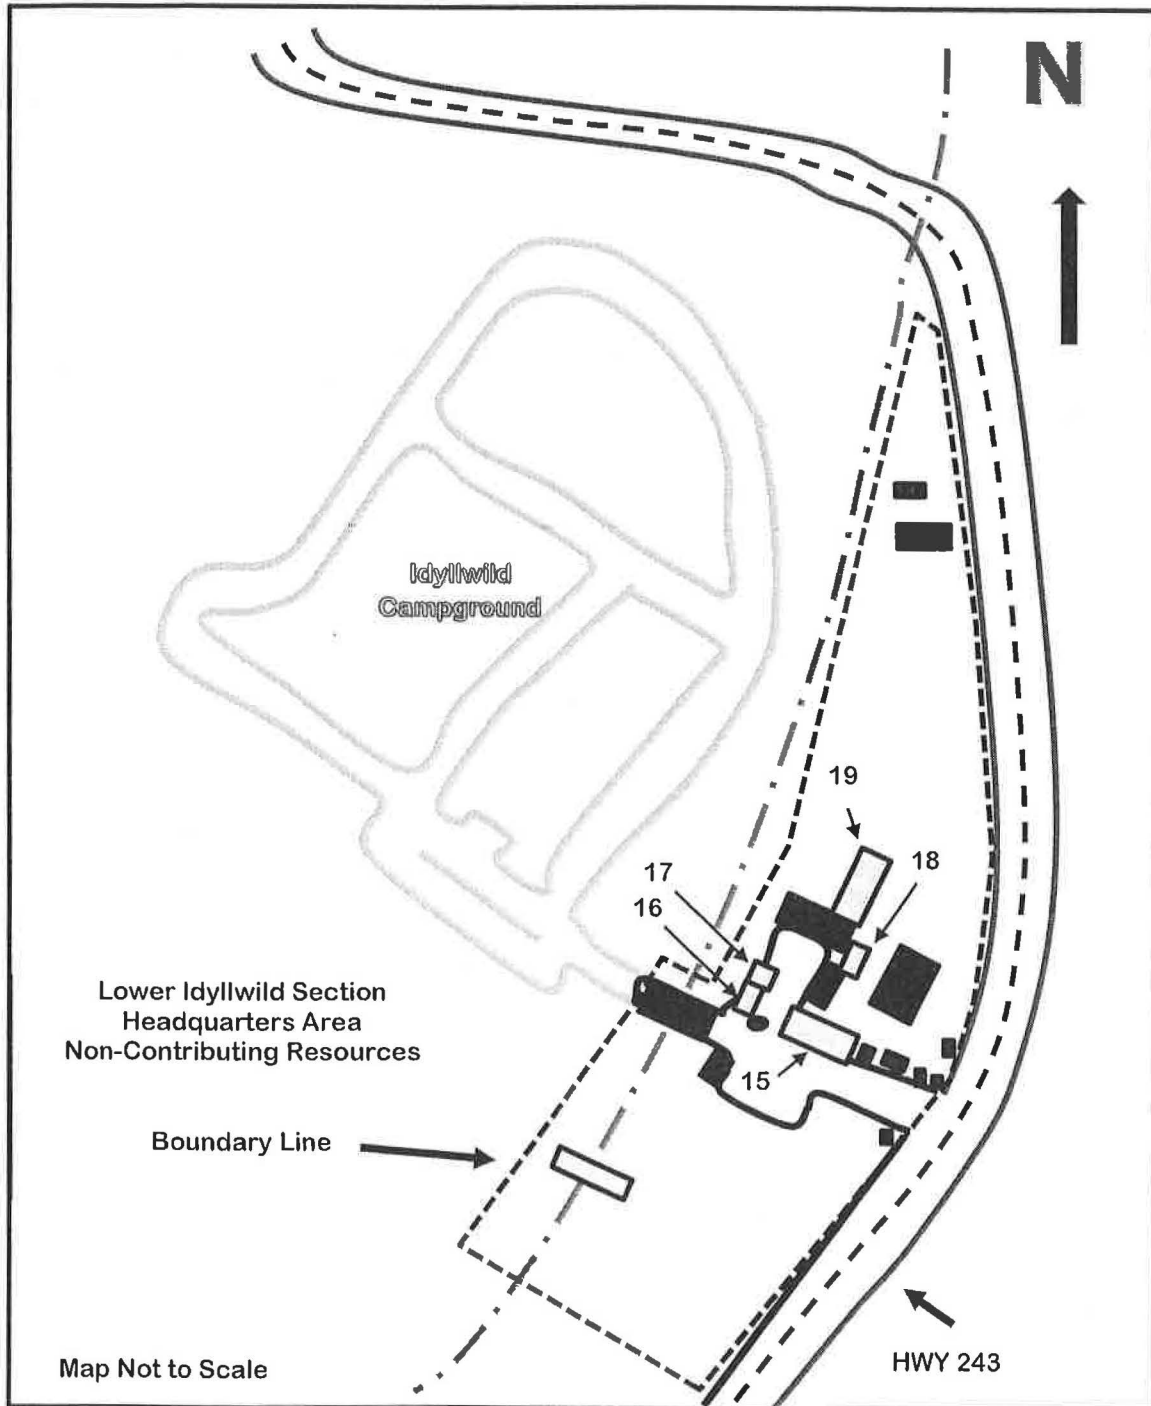 N
Idyllwild
Campground
19
18
17
16
Lower Idyllwild Section
Headquarters Area
Non-Contributing Resources
15
Boundary Line
HWY 243
Map Not to Scale